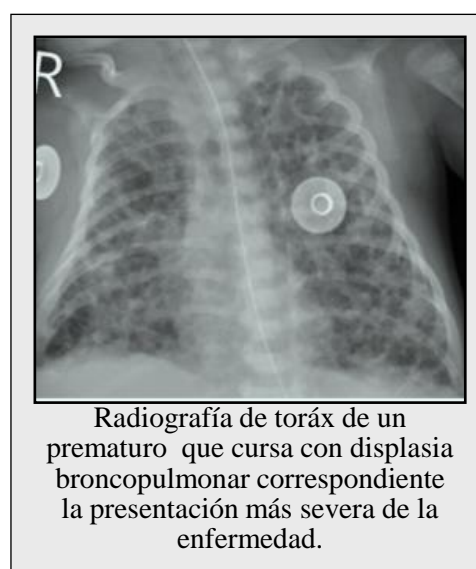 R
Radiografía de toráx de un
prematuro que cursa con displasia
broncopulmonar correspondiente
la presentación más severa de la
enfermedad.